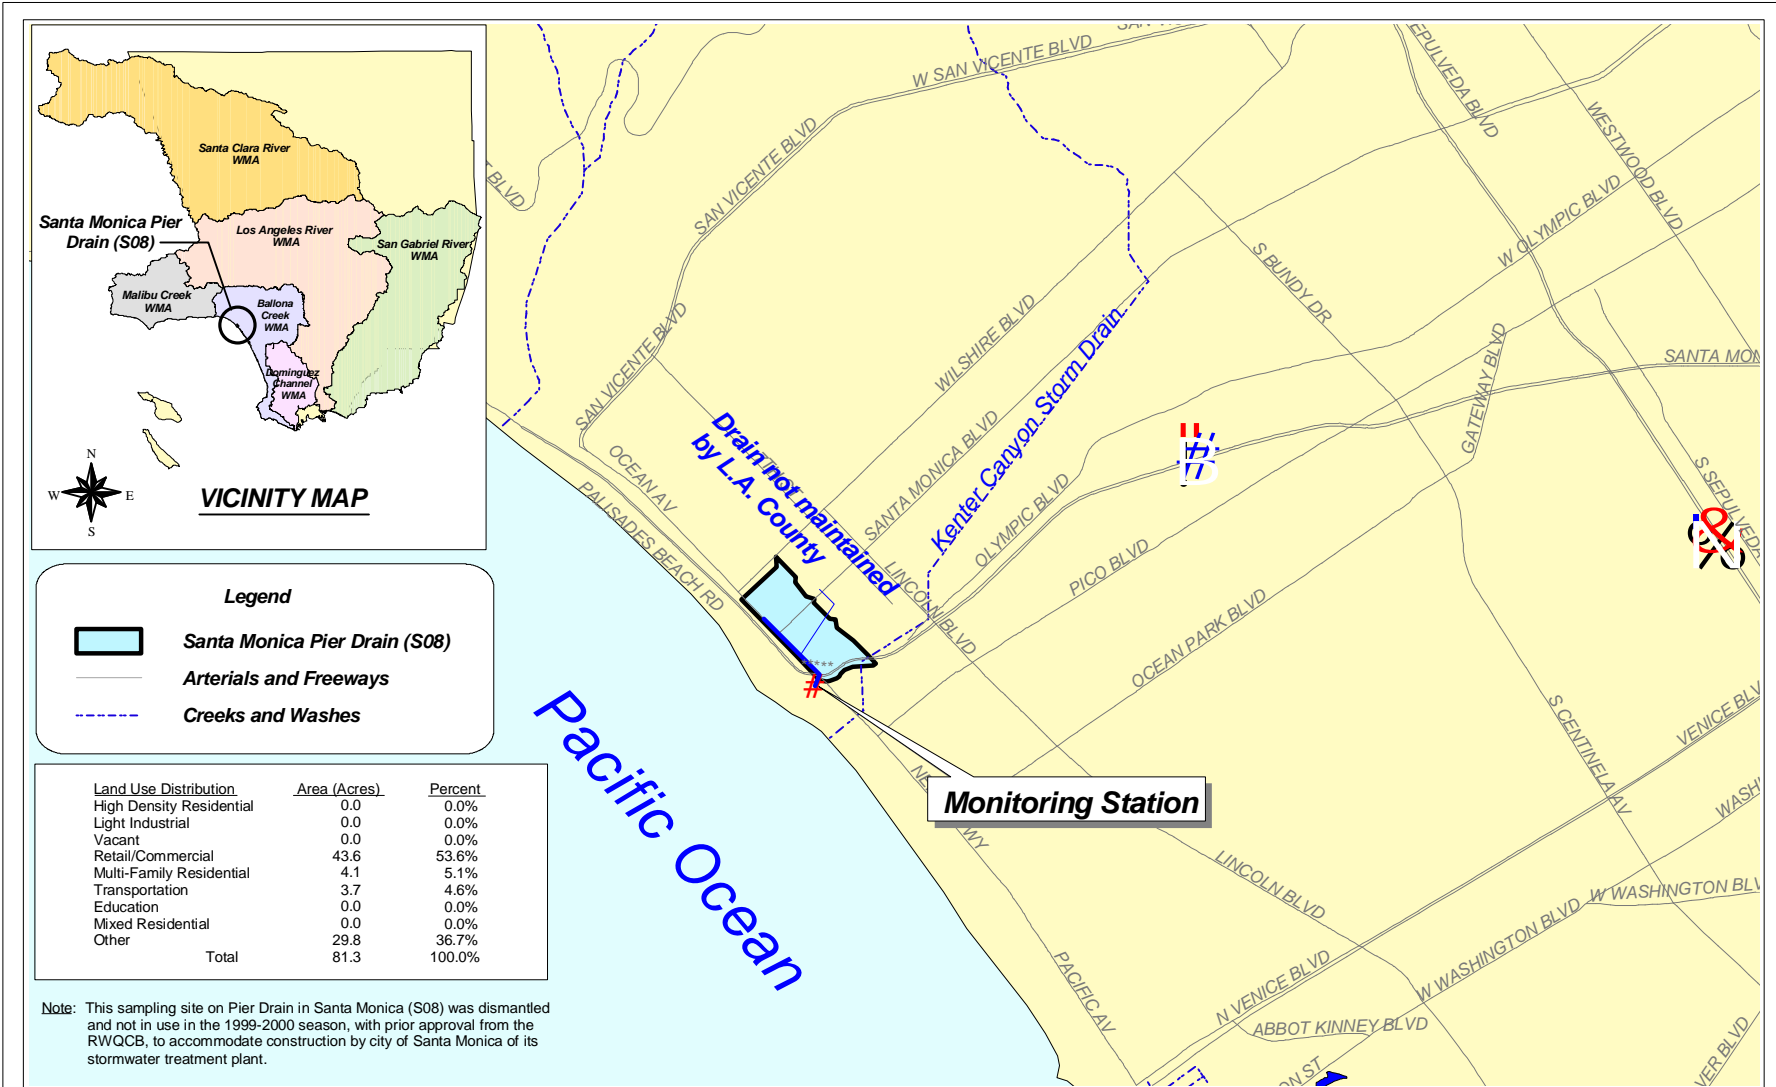 Santa Clara River
WMA
Santa Monica Pier
Drain (S08)
Los Angeles River
WMA
San Gabriel River
WMA
Malibu Creek
WMA
Ballona
Creek
WMA
Dominguez
Channel
WMA
N
W E
S
VICINITY MAP
Legend
Santa Monica Pier Drain (S08)
Arterials and Freeways
Creeks and Washes
Land Use Distribution Area (Acres) Percent
High Density Residential 0.0 0.0%
Light Industrial 0.0 0.0%
Vacant 0.0 0.0%
Retail/Commercial 43.6 53.6%
Multi-Family Residential 4.1 5.1%
Transportation 3.7 4.6%
Education 0.0 0.0%
Mixed Residential 0.0 0.0%
Other 29.8 36.7%
Total 81.3 100.0%
Note: This sampling site on Pier Drain in Santa Monica (S08) was dismantled
and not in use in the 1999-2000 season, with prior approval from the
RWQCB, to accommodate construction by city of Santa Monica of its
stormwater treatment plant.
W SAN VICENTE BLVD
SAN VICENTE BLVD
SAN VICENTE BLVD
T BLVD
EPULVEDA BLVD
WESTWOOD BLVD
W OLYMPIC BLVD
S BUNDY DR
WILSHIRE BLVD
SANTA MON
GATEWAY BLVD
SANTA MONICA BLVD
Kenter Canyon Storm Drain
Drain not maintained
by L.A. County
OCEAN AV
PALISADES BEACH RD
OLYMPIC BLVD
PICO BLVD
LINCOLN BLVD
OCEAN PARK BLVD
S SEPULVEDA
*****
#
Monitoring Station
Pacific Ocean
NE
WY
S CENTINELA AV
VENICE BLV
WASH
LINCOLN BLVD
W WASHINGTON BLV
W WASHINGTON BLVD
PACIFIC AV
N VENICE BLVD
ABBOT KINNEY BLVD
ON ST
VER BLVD